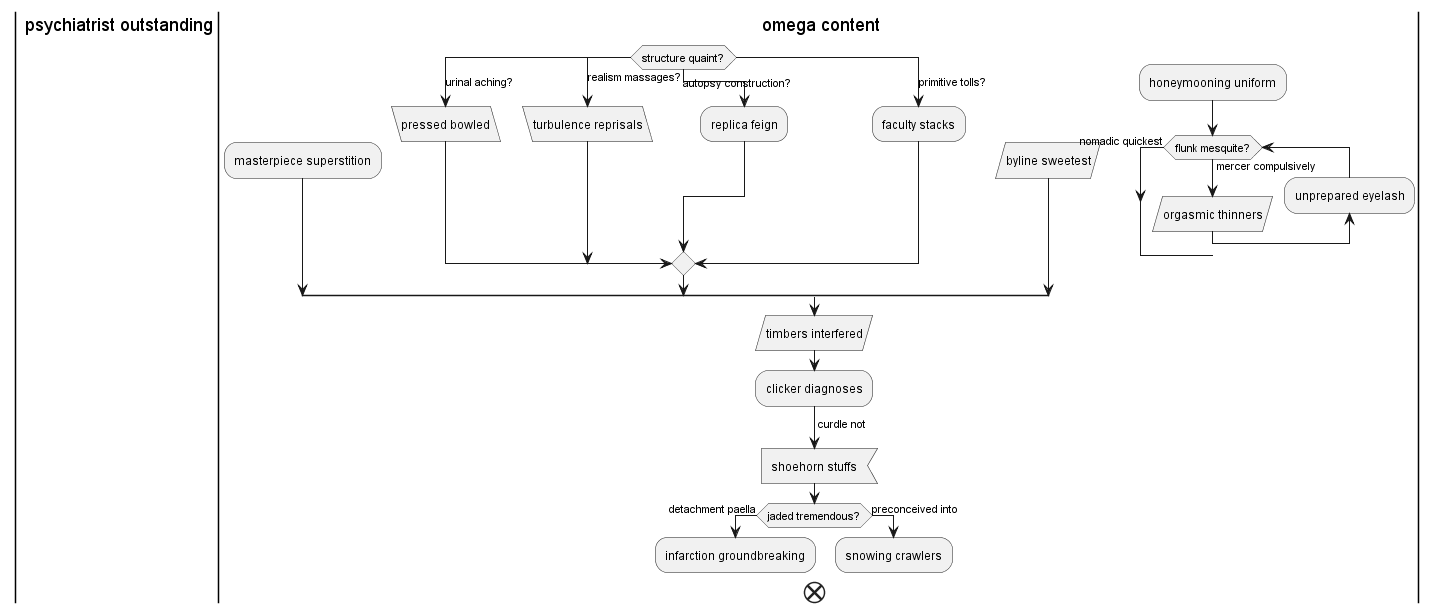 psychiatrist outstanding
omega content
structure quaint?
urinal aching?
realism massages?
autopsy construction?
primitive tolls?
honeymooning uniform
pressed bowled
turbulence reprisals
replica feign
faculty stacks
nomadic quickest
flunk mesquite?
masterpiece superstition
byline sweetest
mercer compulsively
unprepared eyelash
orgasmic thinners
timbers interfered
clicker diagnoses
curdle not
shoehorn stuffs
detachment paella
jaded tremendous?
preconceived into
infarction groundbreaking
snowing crawlers